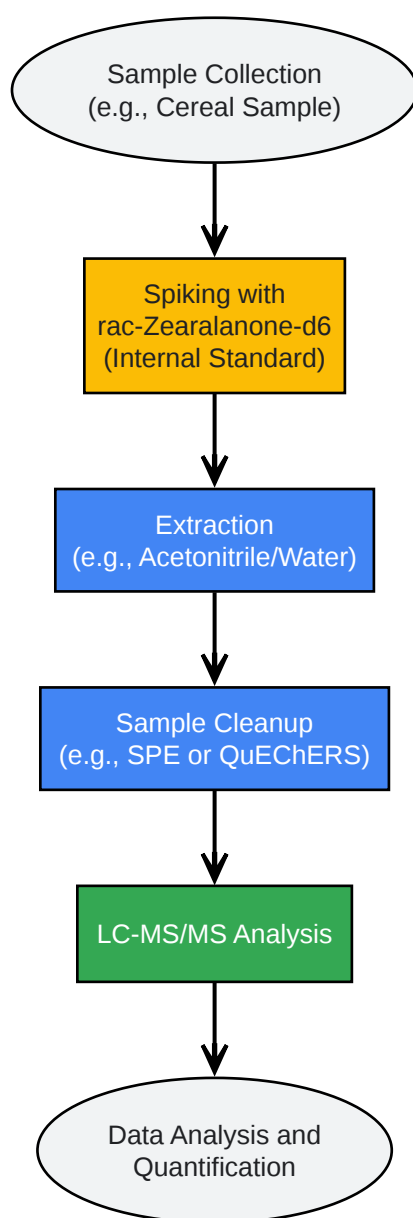 Sample Collection
(e.g., Cereal Sample)
Spiking with
rac-Zearalanone-d6
(Internal Standard)
Extraction
(e.g., Acetonitrile/Water)
Sample Cleanup
(e.g., SPE or QuEChERS)
LC-MS/MS Analysis
Data Analysis and
Quantification